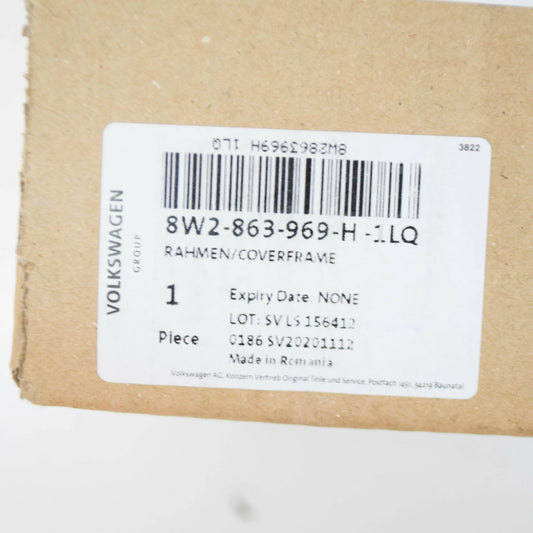 8W2863969H 1LQ
3822
VOLKSWAGEN
GROUP
8W2-863-969-H -1LQ
RAHMEN/COVERFRAME
1 Expiry Date: NONE
LOT: SV LS 156412
Piece 0186 SV20201112
Made in Romania
Volkswagen AG, Konzern Vertrieb Original Teile und Service, Postfach 1451, 34219 Baunatal